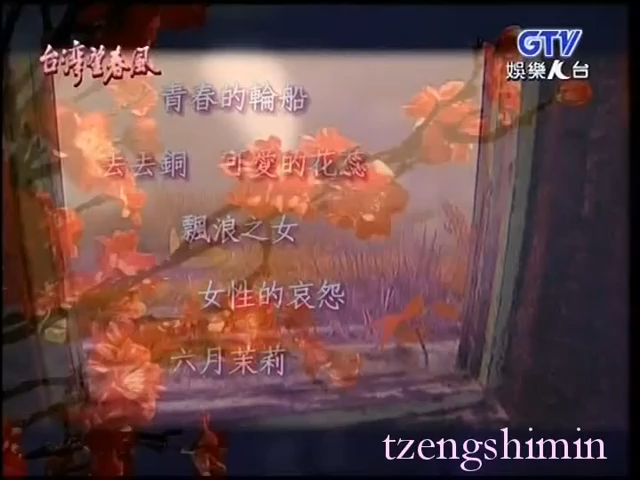 台灣望春風
GTV
娛樂K台
青春的輪船
去去銅 可愛的花蕊
飄浪之女
女性的哀怨
六月茉莉
tzengshimin